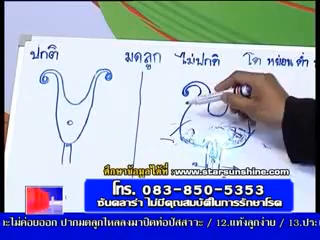 ปกติ มดลูก ไม่ปกติ โต หย่อน ต่ำ
ศึกษาข้อมูลได้ที่ :www.starsunshine.com
โทร. 083-850-5353
ซันคลาร่า ไม่มีคุณสมบัติในการรักษาโรค
ะไม่ค่อยออก ปากมดลูกไหลลงมาปิดท่อปัสสาวะ / 12.แท้งลูกง่าย / 13.ประ